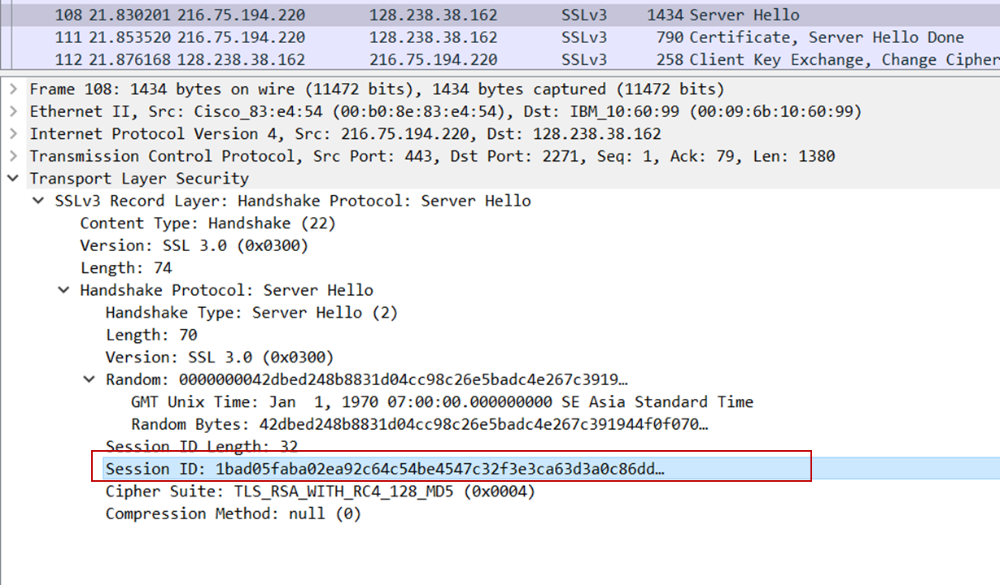 108 21.830201 216.75.194.220 128.238.38.162 SSLv3 1434 Server Hello
111 21.853520 216.75.194.220 128.238.38.162 SSLv3 790 Certificate, Server Hello Done
112 21.876168 128.238.38.162 216.75.194.220 SSLv3 258 Client Key Exchange, Change Cipher
Frame 108: 1434 bytes on wire (11472 bits), 1434 bytes captured (11472 bits)
Ethernet II, Src: Cisco_83:e4:54 (00:b0:8e:83:e4:54), Dst: IBM_10:60:99 (00:09:6b:10:60:99)
Internet Protocol Version 4, Src: 216.75.194.220, Dst: 128.238.38.162
Transmission Control Protocol, Src Port: 443, Dst Port: 2271, Seq: 1, Ack: 79, Len: 1380
Transport Layer Security
SSLv3 Record Layer: Handshake Protocol: Server Hello
Content Type: Handshake (22)
Version: SSL 3.0 (0x0300)
Length: 74
Handshake Protocol: Server Hello
Handshake Type: Server Hello (2)
Length: 70
Version: SSL 3.0 (0x0300)
Random: 0000000042dbed248b8831d04cc98c26e5badc4e267c3919…
GMT Unix Time: Jan  1, 1970 07:00:00.000000000 SE Asia Standard Time
Random Bytes: 42dbed248b8831d04cc98c26e5badc4e267c391944f0f070…
Session ID Length: 32
Session ID: 1bad05faba02ea92c64c54be4547c32f3e3ca63d3a0c86dd…
Cipher Suite: TLS_RSA_WITH_RC4_128_MD5 (0x0004)
Compression Method: null (0)